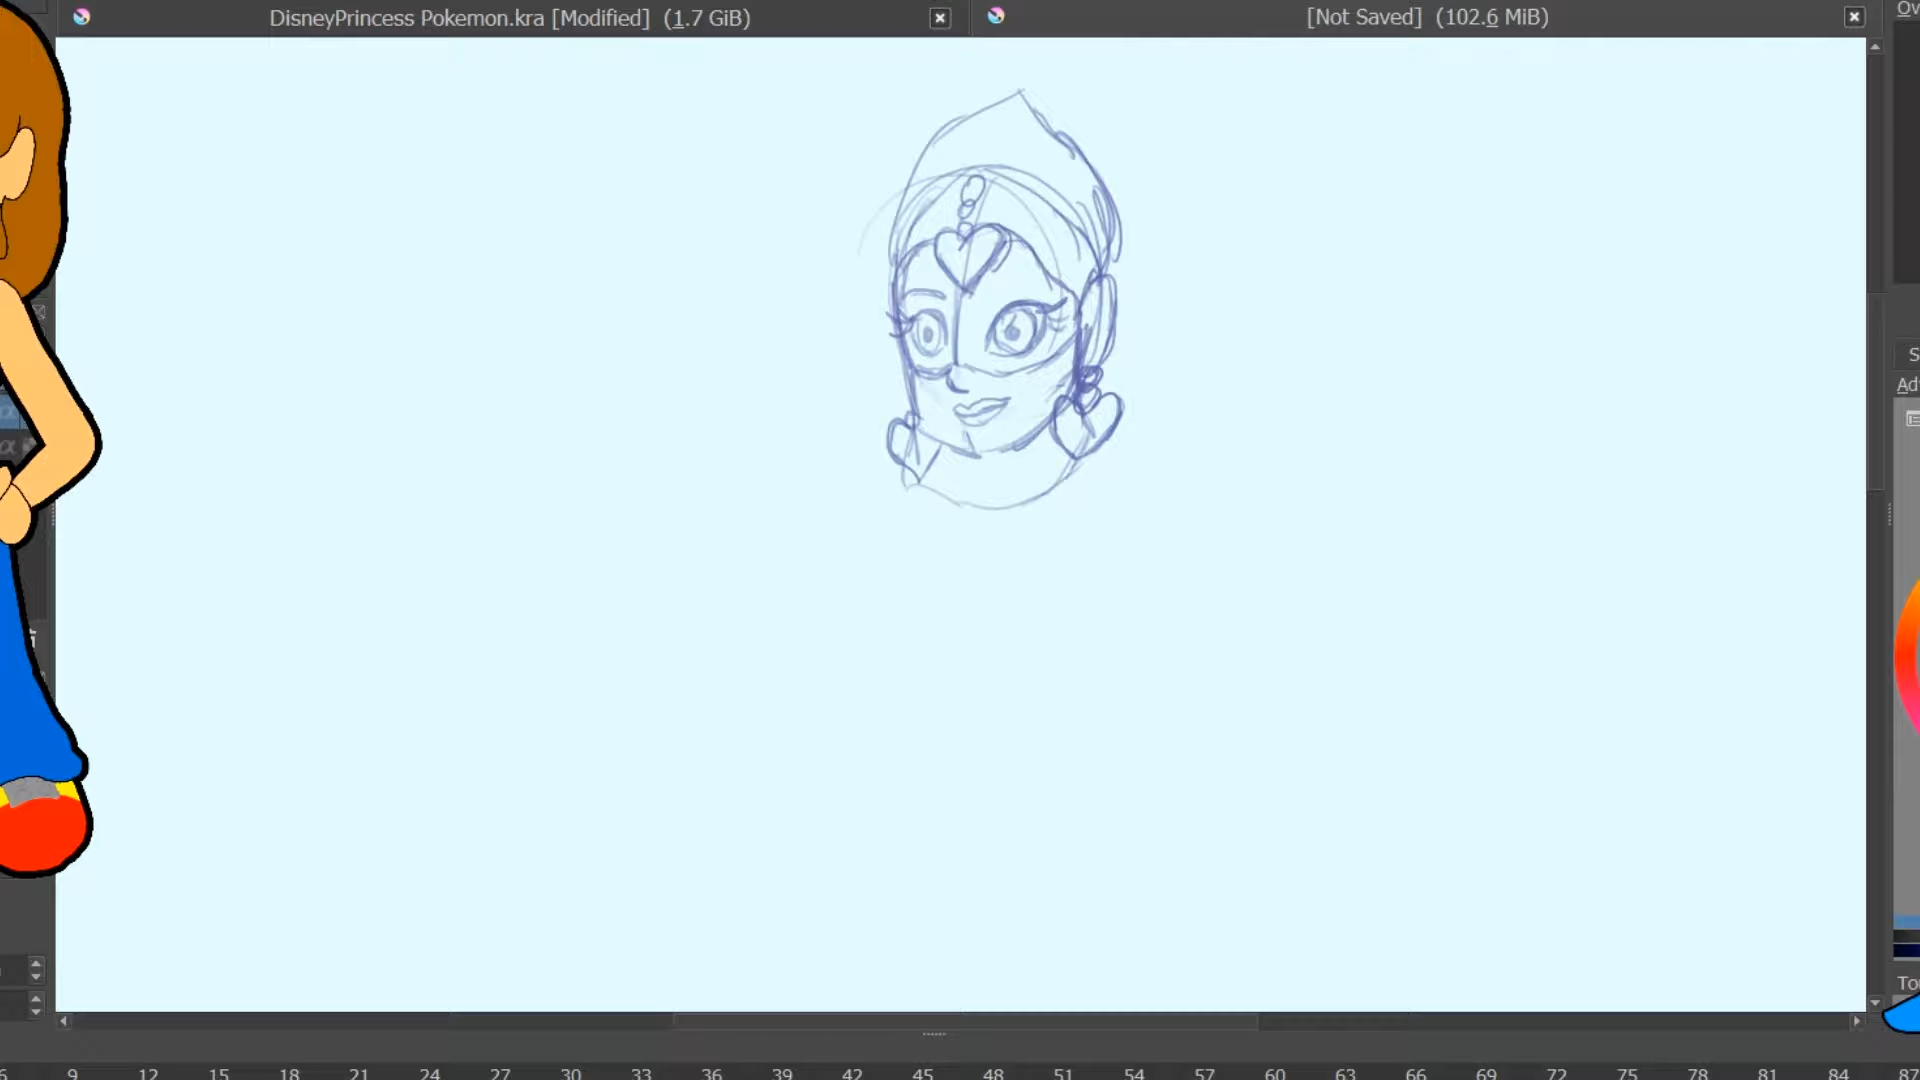 DisneyPrincess Pokemon.kra [Modified] (1.7 GiB)
[Not Saved] (102.6 MiB)
9 12 15 18 21 24 27 30 33 36 39 42 45 48 51 54 57 60 63 66 69 72 75 78 81 84 87